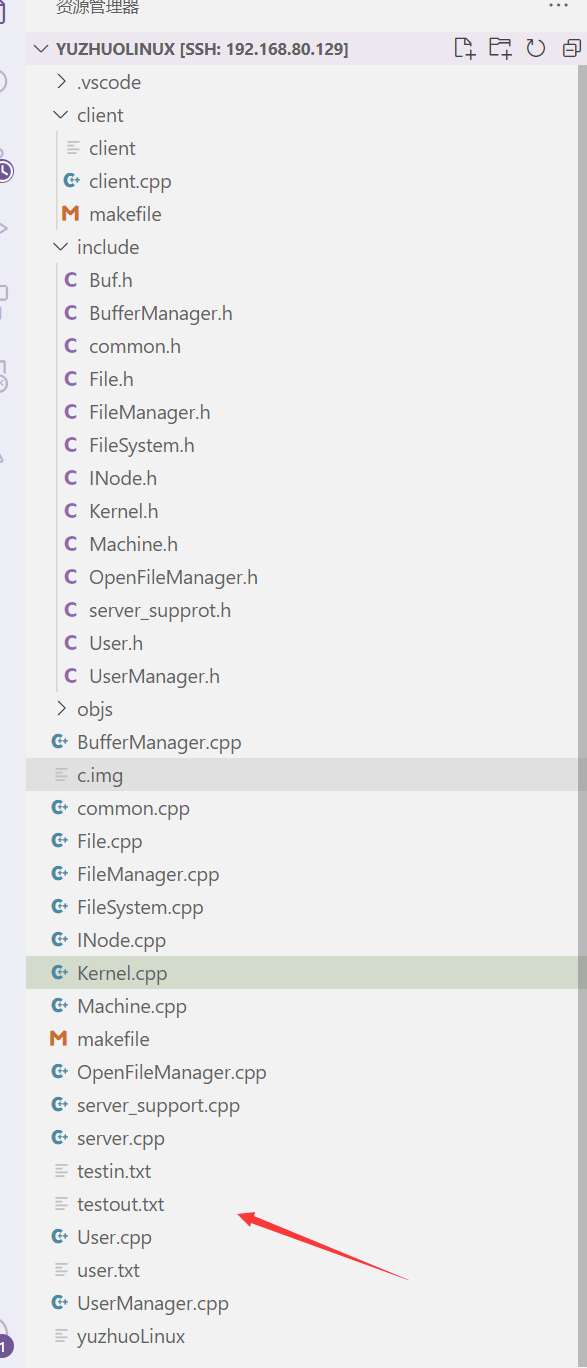 资源管理器
YUZHUOLINUX [SSH: 192.168.80.129]
.vscode
client
client
client.cpp
makefile
include
Buf.h
BufferManager.h
common.h
File.h
FileManager.h
FileSystem.h
INode.h
Kernel.h
Machine.h
OpenFileManager.h
server_supprot.h
User.h
UserManager.h
objs
BufferManager.cpp
c.img
common.cpp
File.cpp
FileManager.cpp
FileSystem.cpp
INode.cpp
Kernel.cpp
Machine.cpp
makefile
OpenFileManager.cpp
server_support.cpp
server.cpp
testin.txt
testout.txt
User.cpp
user.txt
UserManager.cpp
yuzhuoLinux
1